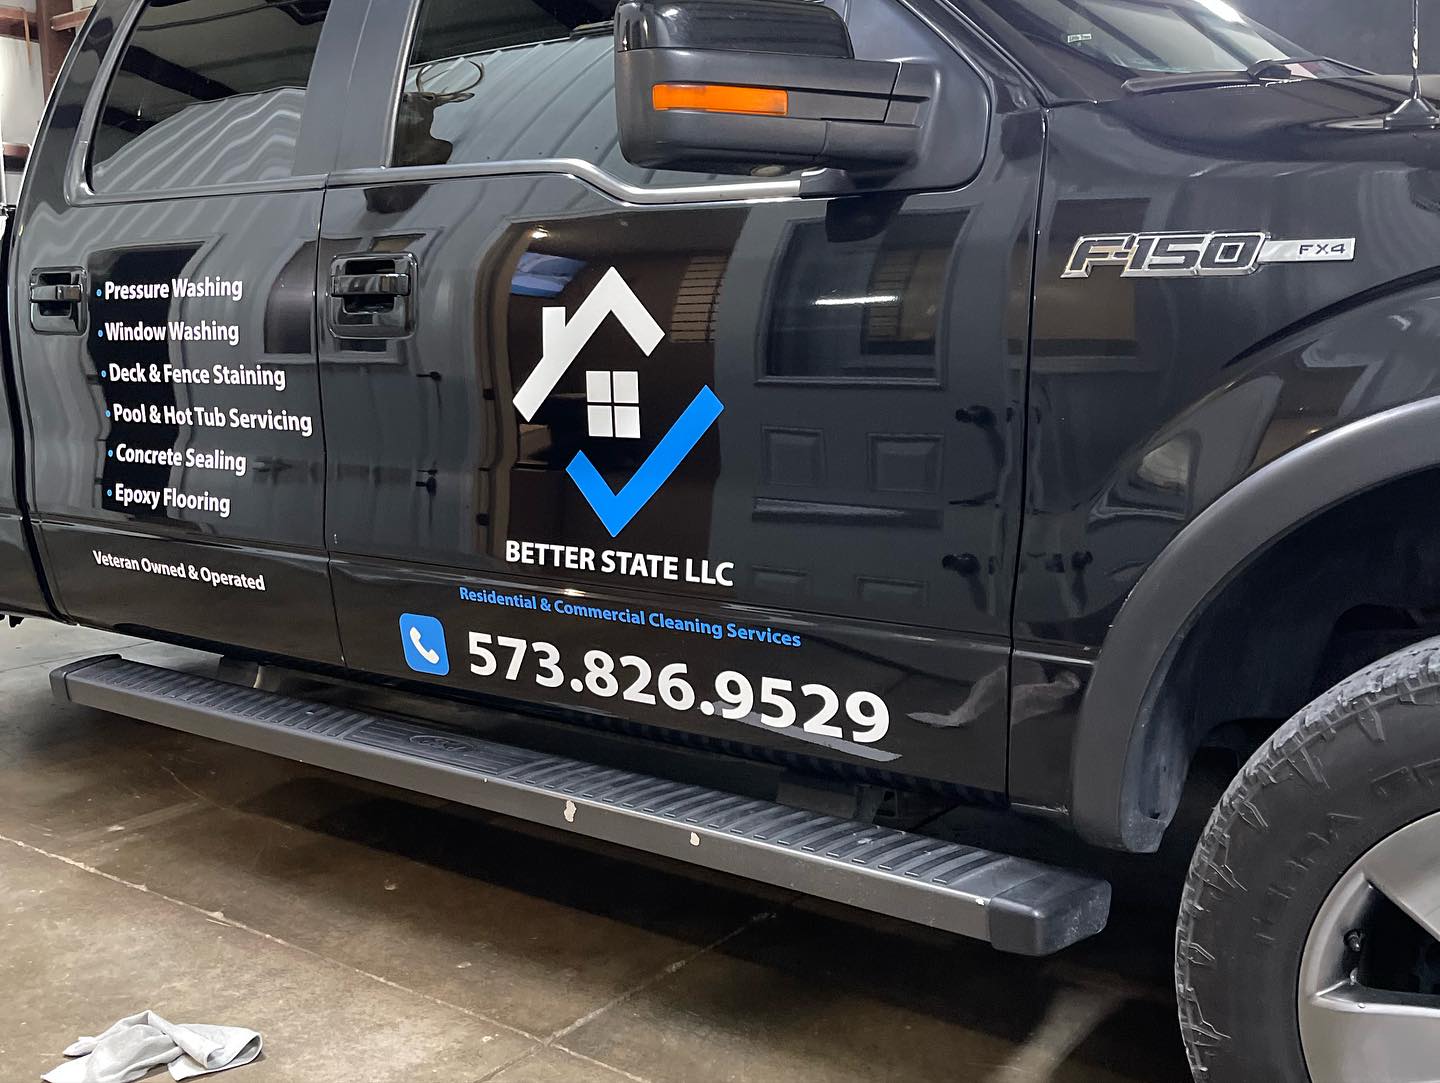 • Pressure Washing
• Window Washing
• Deck & Fence Staining
• Pool & Hot Tub Servicing
• Concrete Sealing
• Epoxy Flooring
Veteran Owned & Operated
BETTER STATE LLC
Residential & Commercial Cleaning Services
573.826.9529
F-150 FX4